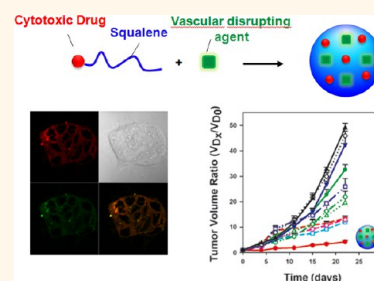 Cytotoxic Drug
Squalene
Vascular disrupting
agent
+
Tumor Volume Ratio (VDx/VD0)
50
40
30
20
10
0
0 5 10 15 20 25
Time (days)